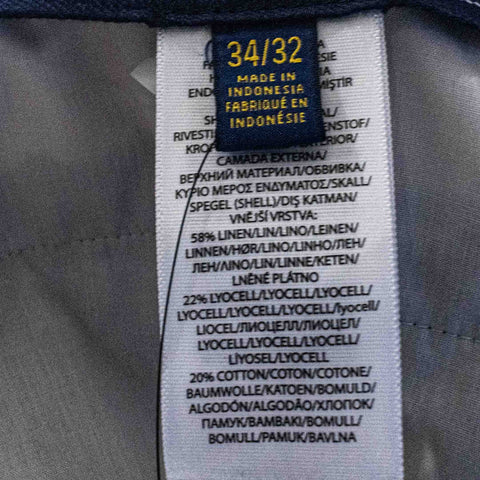 34/32
MADE IN
INDONESIA
FABRIQUÉ EN
INDONÉSIE
CAMADA EXTERNA/
ВЕРХНИЙ МАТЕРИАЛ/ОБВИВКА/
ΚΥΡΙΟ ΜΕΡΟΣ ΕΝΔΥΜΑΤΟΣ/SKALL/
SPEGEL (SHELL)/DIŞ KATMAN/
VNĚJŠÍ VRSTVA:
58% LINEN/LIN/LINO/LEINEN/
LINNEN/HØR/LINO/LINHO/ЛЕН/
ЛЕН/ΛΙΝΟ/LIN/LINNE/KETEN/
LNĚNÉ PLÁTNO
22% LYOCELL/LYOCELL/LYOCELL/
LYOCELL/LYOCELL/LYOCELL/lyocell/
LIOCEL/ЛИОЦЕЛЛ/ЛИОЦЕЛ/
LYOCELL/LYOCELL/LYOCELL/
LİYOSEL/LYOCELL
20% COTTON/COTON/COTONE/
BAUMWOLLE/KATOEN/BOMULD/
ALGODÓN/ALGODÃO/ХЛОПОК/
ПАМУК/ΒΑΜΒΑΚΙ/BOMULL/
BOMULL/PAMUK/BAVLNA